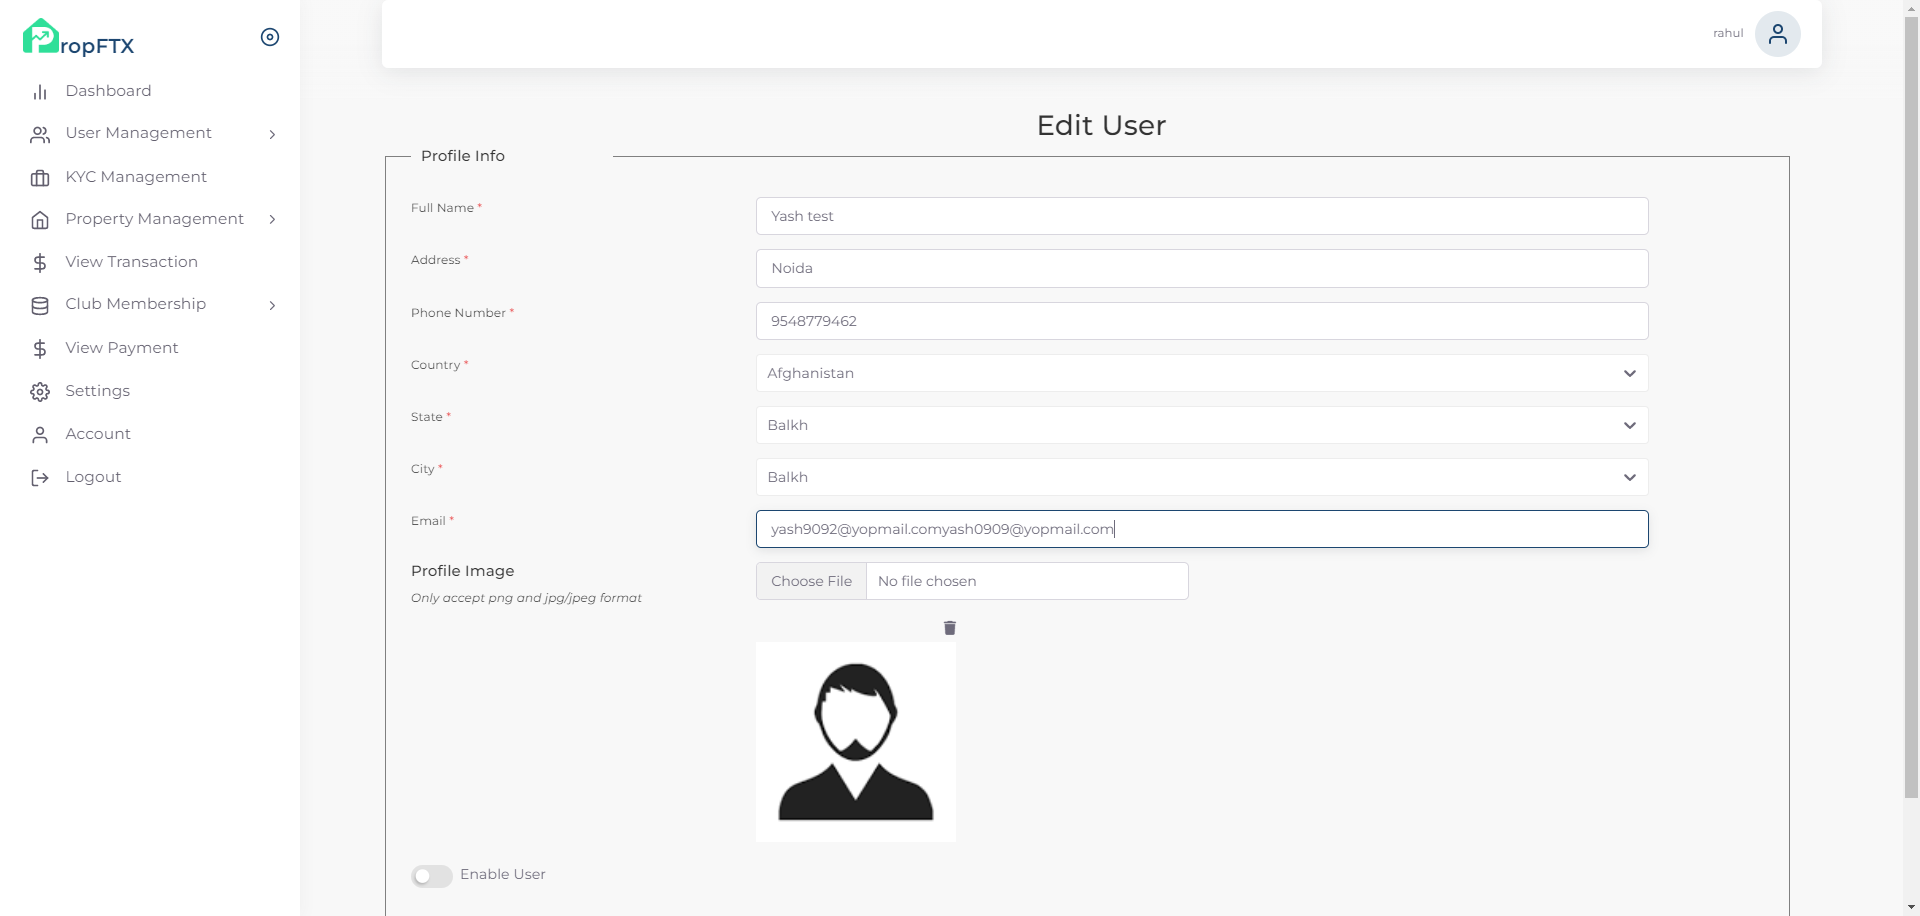 ropFTX
Dashboard
User Management
KYC Management
Property Management
View Transaction
Club Membership
View Payment
Settings
Account
Logout
rahul
Edit User
Profile Info
Full Name *
Yash test
Address *
Noida
Phone Number *
9548779462
Country *
Afghanistan
State *
Balkh
City *
Balkh
Email *
yash9092@yopmail.comyash0909@yopmail.com
Profile Image
Choose File No file chosen
Only accept png and jpg/jpeg format
Enable User